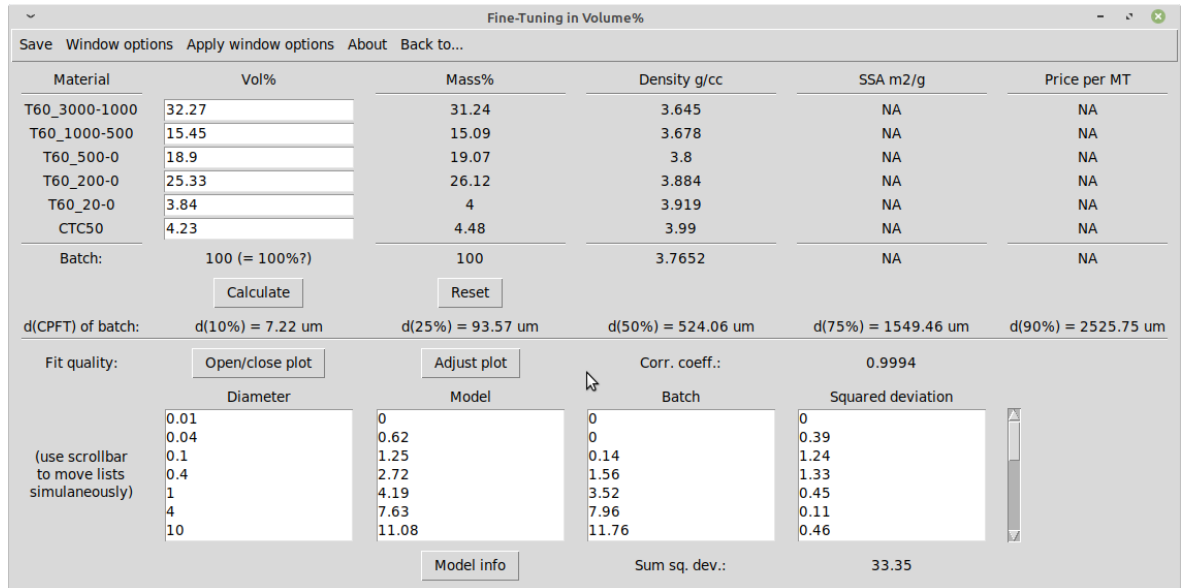 Fine-Tuning in Volume%
Save Window options Apply window options About Back to...
Material Vol% Mass% Density g/cc SSA m2/g Price per MT
T60_3000-1000 32.27 31.24 3.645 NA NA
T60_1000-500 15.45 15.09 3.678 NA NA
T60_500-0 18.9 19.07 3.8 NA NA
T60_200-0 25.33 26.12 3.884 NA NA
T60_20-0 3.84 4 3.919 NA NA
CTC50 4.23 4.48 3.99 NA NA
Batch: 100 (= 100%?) 100 3.7652 NA NA
Calculate Reset
d(CPFT) of batch: d(10%) = 7.22 um d(25%) = 93.57 um d(50%) = 524.06 um d(75%) = 1549.46 um d(90%) = 2525.75 um
Fit quality: Open/close plot Adjust plot Corr. coeff.: 0.9994
Diameter Model Batch Squared deviation
0.01 0 0 0
0.04 0.62 0 0.39
(use scrollbar 0.1 1.25 0.14 1.24
to move lists 0.4 2.72 1.56 1.33
simulaneously) 1 4.19 3.52 0.45
4 7.63 7.96 0.11
10 11.08 11.76 0.46
Model info Sum sq. dev.: 33.35